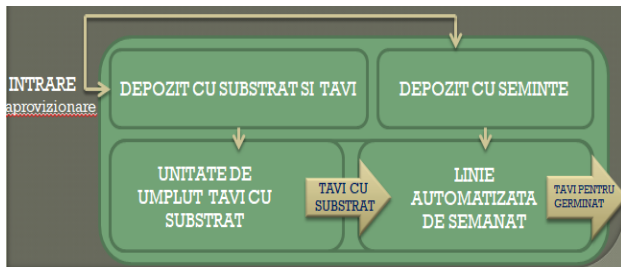 INTRARE
aprovizionare
DEPOZIT CU SUBSTRAT SI TAVI
DEPOZIT CU SEMINTE
UNITATE DE
UMPLUT TAVI CU
SUBSTRAT
TAVI CU
SUBSTRAT
LINIE
AUTOMATIZATA
DE SEMANAT
TAVI PENTRU
GERMINAT